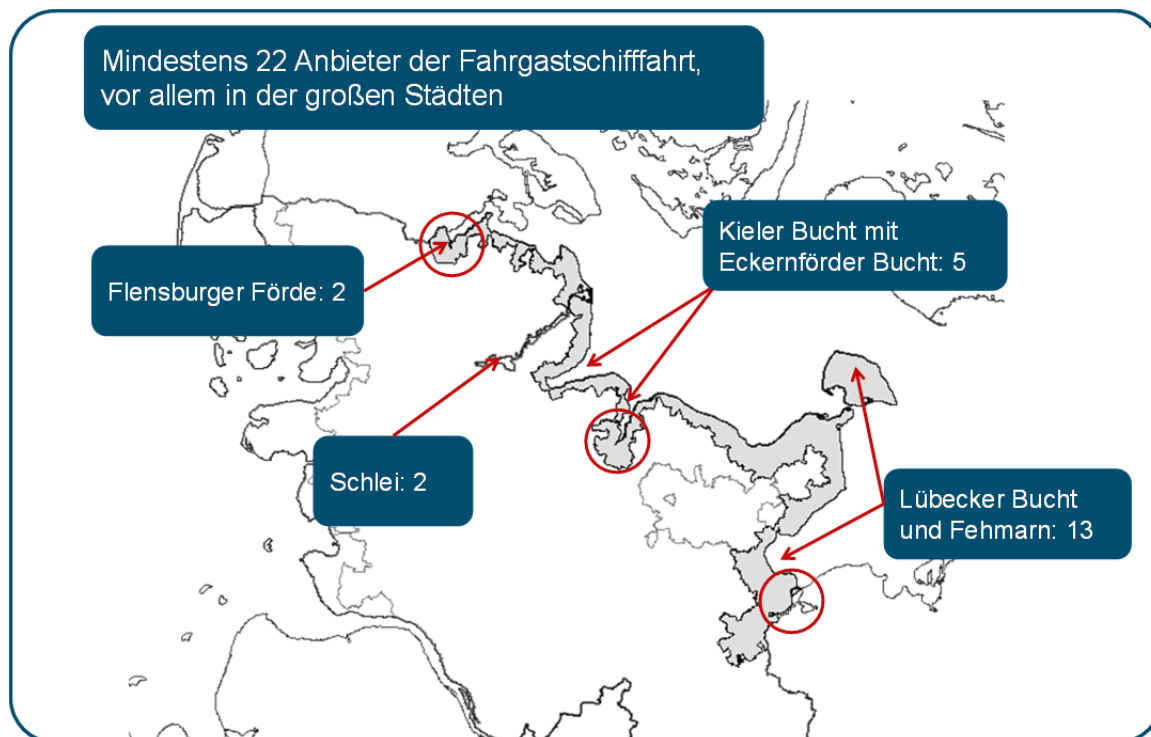 Mindestens 22 Anbieter der Fahrgastschifffahrt,
vor allem in der großen Städten
Kieler Bucht mit
Eckernförder Bucht: 5
Flensburger Förde: 2
Schlei: 2
Lübecker Bucht
und Fehmarn: 13